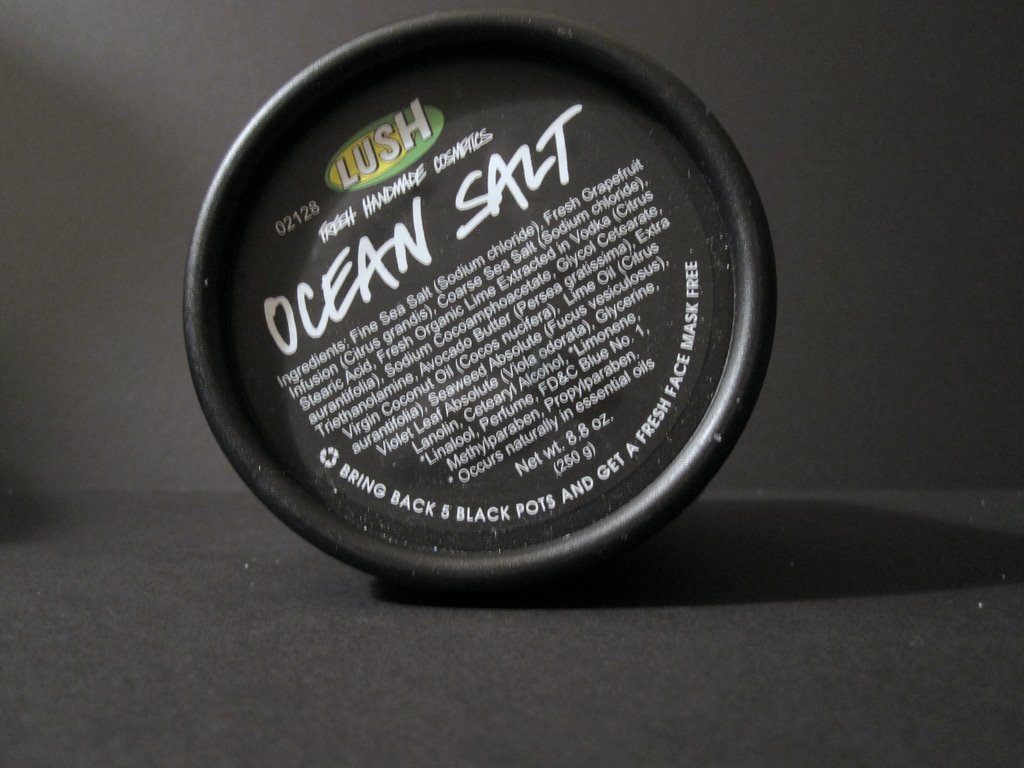 LUSH
FRESH HANDMADE COSMETICS
02128
OCEAN SALT
Ingredients: Fine Sea Salt (Sodium chloride), Fresh Grapefruit
Infusion (Citrus grandis), Coarse Sea Salt (Sodium chloride),
Stearic Acid, Fresh Organic Lime Extracted in Vodka (Citrus
aurantifolia), Sodium Cocoamphoacetate, Glycol Cetearate,
Triethanolamine, Avocado Butter (Persea gratissima), Extra
Virgin Coconut Oil (Cocos nucifera), Lime Oil (Citrus
aurantifolia), Seaweed Absolute (Fucus vesiculosus),
Violet Leaf Absolute (Viola odorata), Glycerine,
Lanolin, Cetearyl Alcohol, *Limonene,
*Linalool, Perfume, FD&C Blue No. 1,
Methylparaben, Propylparaben.
* Occurs naturally in essential oils
Net wt. 8.8 oz.
(250 g)
BRING BACK 5 BLACK POTS AND GET A FRESH FACE MASK FREE